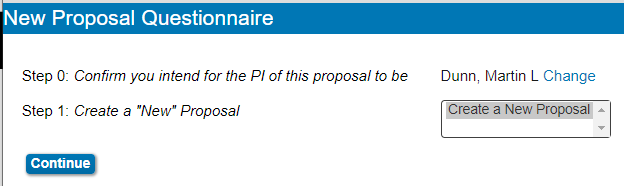 New Proposal Questionnaire
Step 0: Confirm you intend for the PI of this proposal to be Dunn, Martin L Change
Step 1: Create a "New" Proposal Create a New Proposal
Continue